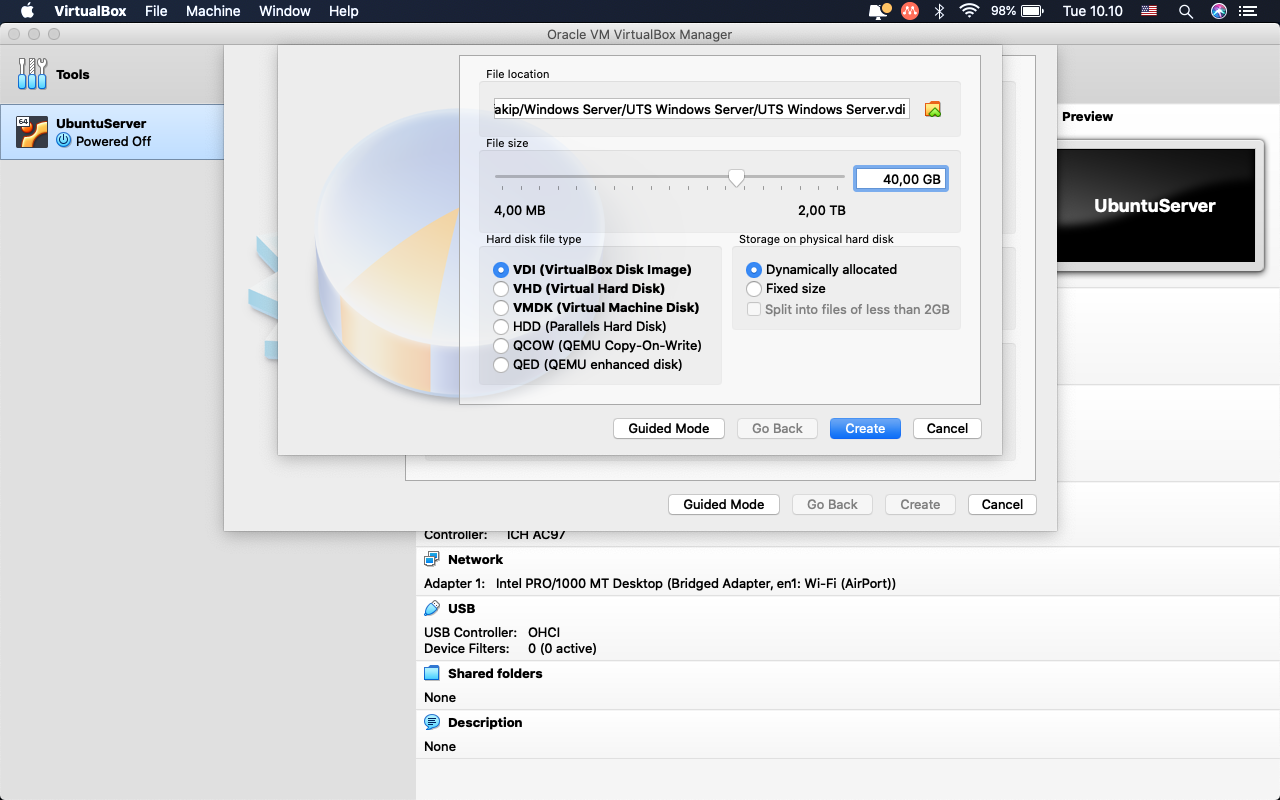 VirtualBox File Machine Window Help 98% Tue 10.10
Oracle VM VirtualBox Manager
Tools
64
UbuntuServer
Powered Off
File location
akip/Windows Server/UTS Windows Server/UTS Windows Server.vdi
File size
40,00 GB
4,00 MB 2,00 TB
Hard disk file type
VDI (VirtualBox Disk Image)
VHD (Virtual Hard Disk)
VMDK (Virtual Machine Disk)
HDD (Parallels Hard Disk)
QCOW (QEMU Copy-On-Write)
QED (QEMU enhanced disk)
Storage on physical hard disk
Dynamically allocated
Fixed size
Split into files of less than 2GB
Guided Mode Go Back Create Cancel
Guided Mode Go Back Create Cancel
Preview
UbuntuServer
Controller: ICH AC97
Network
Adapter 1: Intel PRO/1000 MT Desktop (Bridged Adapter, en1: Wi-Fi (AirPort))
USB
USB Controller: OHCI
Device Filters: 0 (0 active)
Shared folders
None
Description
None